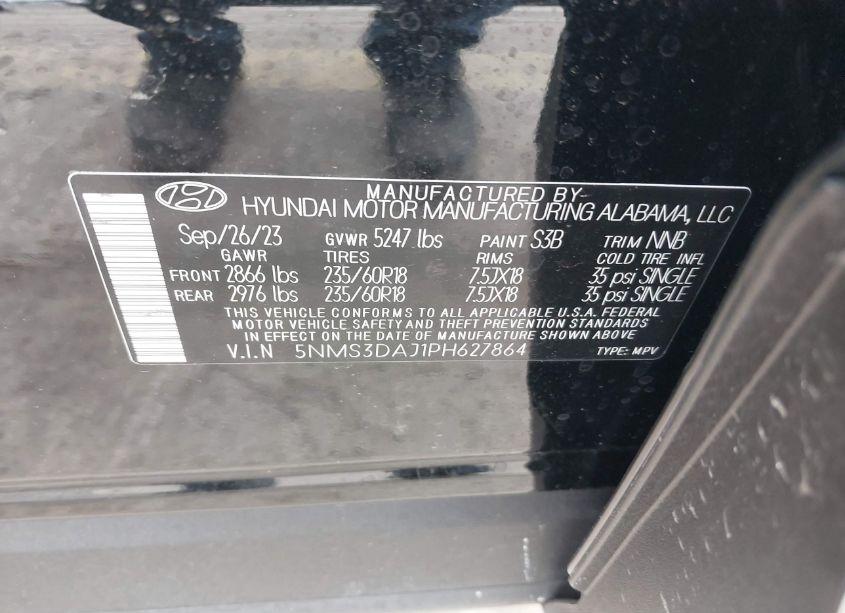 MANUFACTURED BY
HYUNDAI MOTOR MANUFACTURING ALABAMA, LLC
Sep/26/23 GVWR 5247 lbs PAINT S3B TRIM NNB
GAWR TIRES RIMS COLD TIRE INFL
FRONT 2866 lbs 235/60R18 7.5JX18 35 psi SINGLE
REAR 2976 lbs 235/60R18 7.5JX18 35 psi SINGLE
THIS VEHICLE CONFORMS TO ALL APPLICABLE U.S.A. FEDERAL
MOTOR VEHICLE SAFETY AND THEFT PREVENTION STANDARDS
IN EFFECT ON THE DATE OF MANUFACTURE SHOWN ABOVE
V.I.N 5NMS3DAJ1PH627864 TYPE: MPV